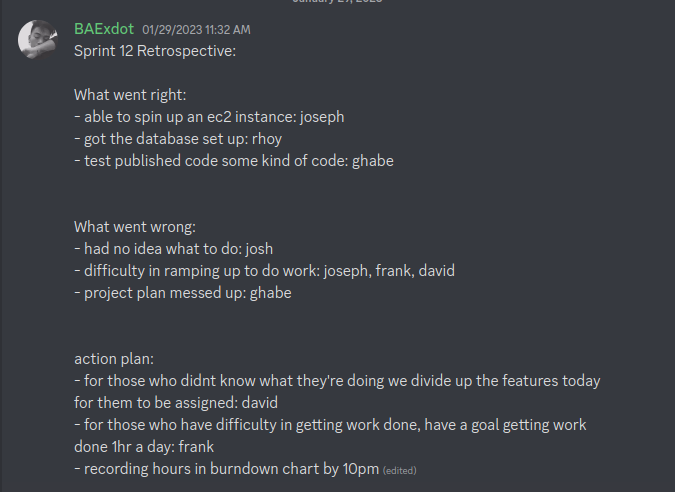 January 29, 2023
BAExdot 01/29/2023 11:32 AM
Sprint 12 Retrospective:
What went right:
- able to spin up an ec2 instance: joseph
- got the database set up: rhoy
- test published code some kind of code: ghabe
What went wrong:
- had no idea what to do: josh
- difficulty in ramping up to do work: joseph, frank, david
- project plan messed up: ghabe
action plan:
- for those who didnt know what they're doing we divide up the features today
for them to be assigned: david
- for those who have difficulty in getting work done, have a goal getting work
done 1hr a day: frank
- recording hours in burndown chart by 10pm (edited)